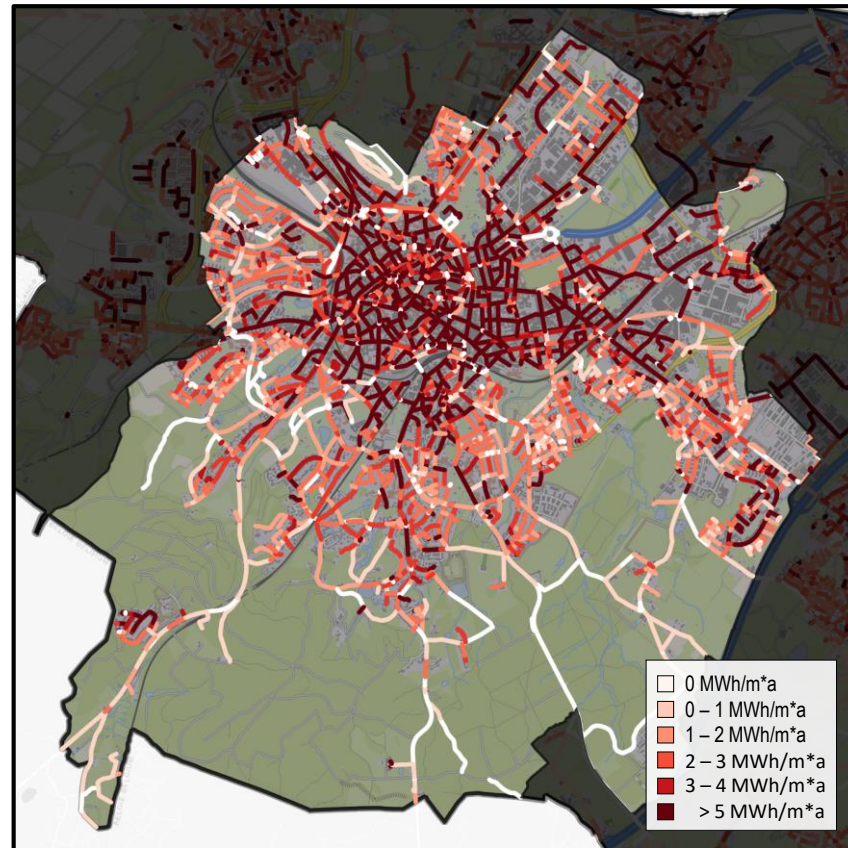 0 MWh/m*a
0 – 1 MWh/m*a
1 – 2 MWh/m*a
2 – 3 MWh/m*a
3 – 4 MWh/m*a
> 5 MWh/m*a